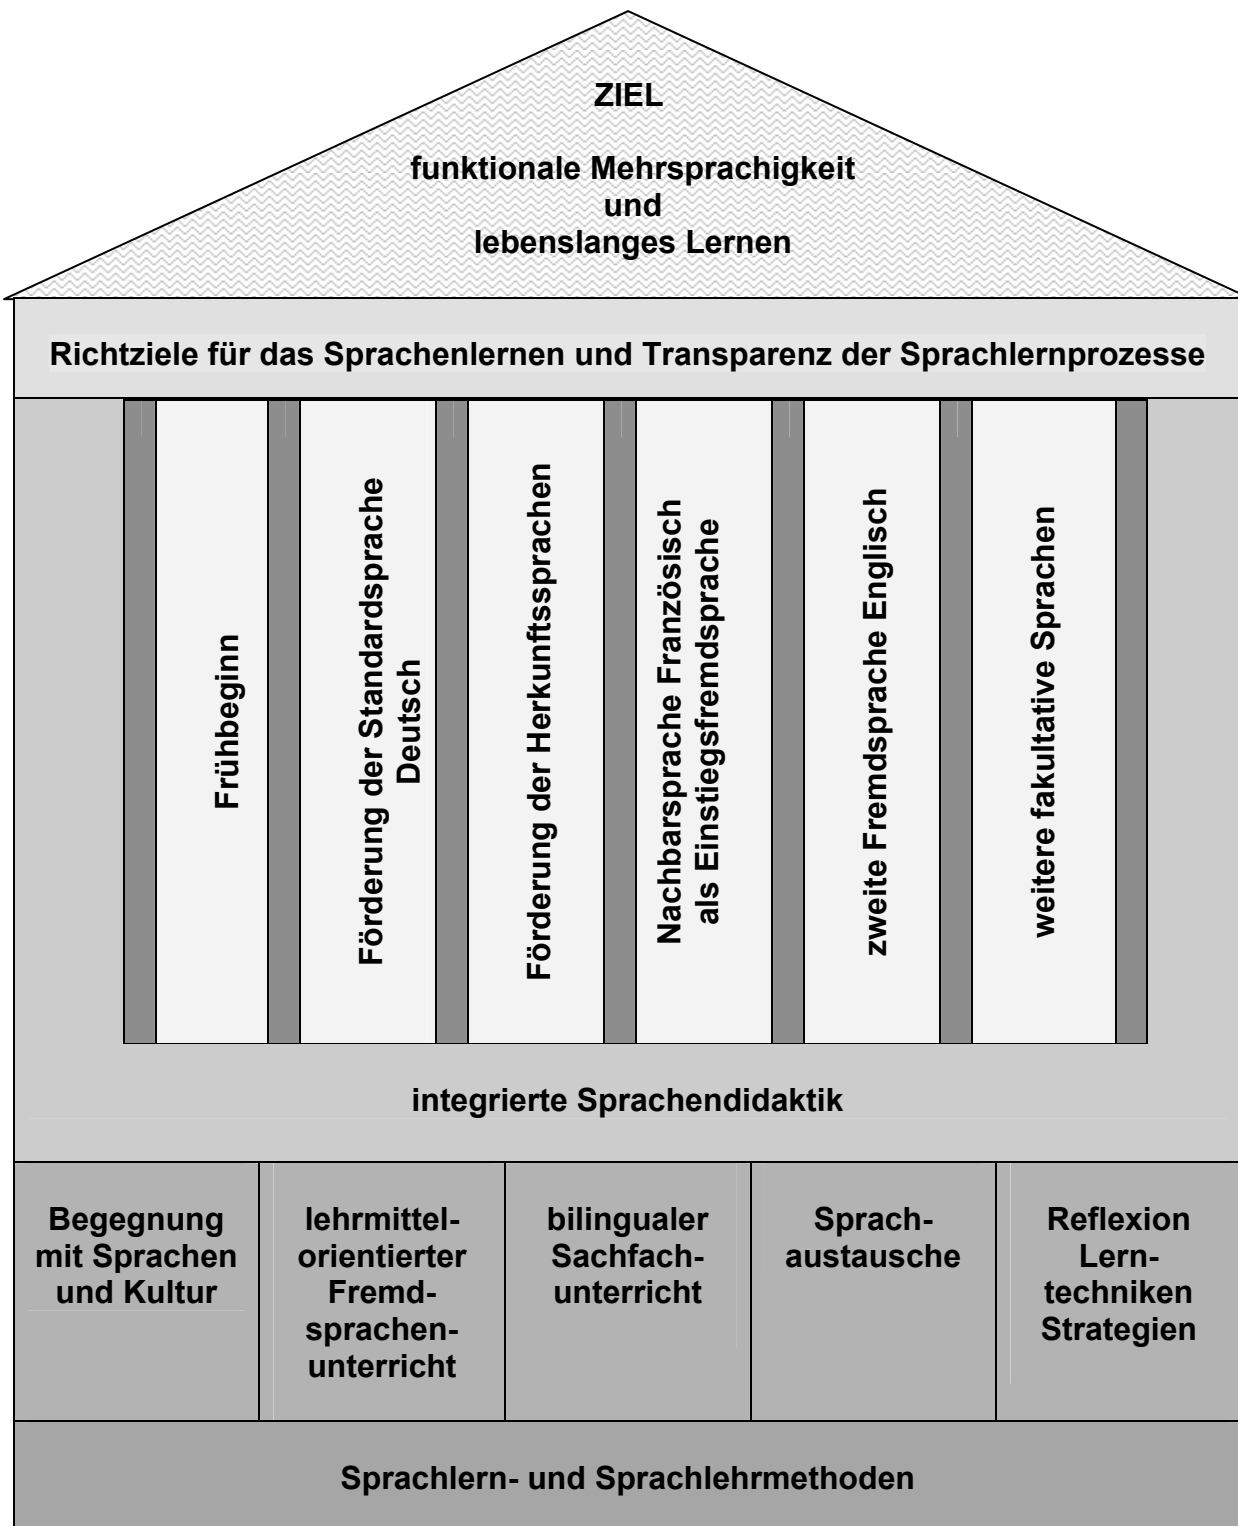 ZIEL
funktionale Mehrsprachigkeit
und
lebenslanges Lernen
Richtziele für das Sprachenlernen und Transparenz der Sprachlernprozesse
Frühbeginn
Förderung der Standardsprache
Deutsch
Förderung der Herkunftssprachen
Nachbarsprache Französisch
als Einstiegsfremdsprache
zweite Fremdsprache Englisch
weitere fakultative Sprachen
integrierte Sprachendidaktik
Begegnung
mit Sprachen
und Kultur
lehrmittel-
orientierter
Fremd-
sprachen-
unterricht
bilingualer
Sachfach-
unterricht
Sprach-
austausche
Reflexion
Lern-
techniken
Strategien
Sprachlern- und Sprachlehrmethoden